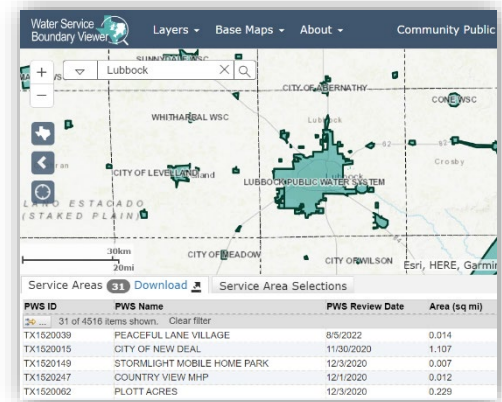 Water Service
Boundary Viewer
Layers
Base Maps
About
Community Public
SUNNYDALE WSC
Lubbock
CITY OF ABERNATHY
CONE WSC
WHITHARRAL WSC
Lubbock
62
Crosby
CITY OF LEVELLAND
LUBBOCK PUBLIC WATER SYSTEM
LLANO ESTACADO
(STAKED PLAIN)
84
30km
20mi
CITY OF MEADOW
CITY OF WILSON
Esri, HERE, Garmin
Service Areas 31 Download
Service Area Selections
PWS ID PWS Name PWS Review Date Area (sq mi)
... 31 of 4516 items shown. Clear filter
TX1520039 PEACEFUL LANE VILLAGE 8/5/2022 0.014
TX1520015 CITY OF NEW DEAL 11/30/2020 1.107
TX1520149 STORMLIGHT MOBILE HOME PARK 12/3/2020 0.007
TX1520247 COUNTRY VIEW MHP 12/1/2020 0.012
TX1520062 PLOTT ACRES 12/3/2020 0.229